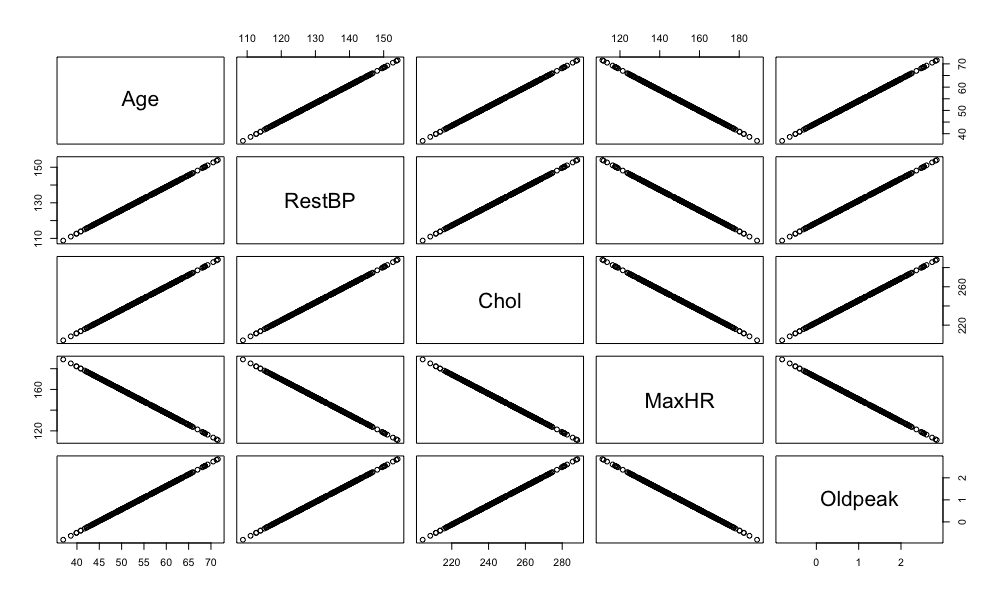 110 120 130 140 150
120 140 160 180
Age
40 50 60 70
110 130 150
RestBP
Chol
220 260
120 160
MaxHR
Oldpeak
0 1 2
40 45 50 55 60 65 70
220 240 260 280
0 1 2